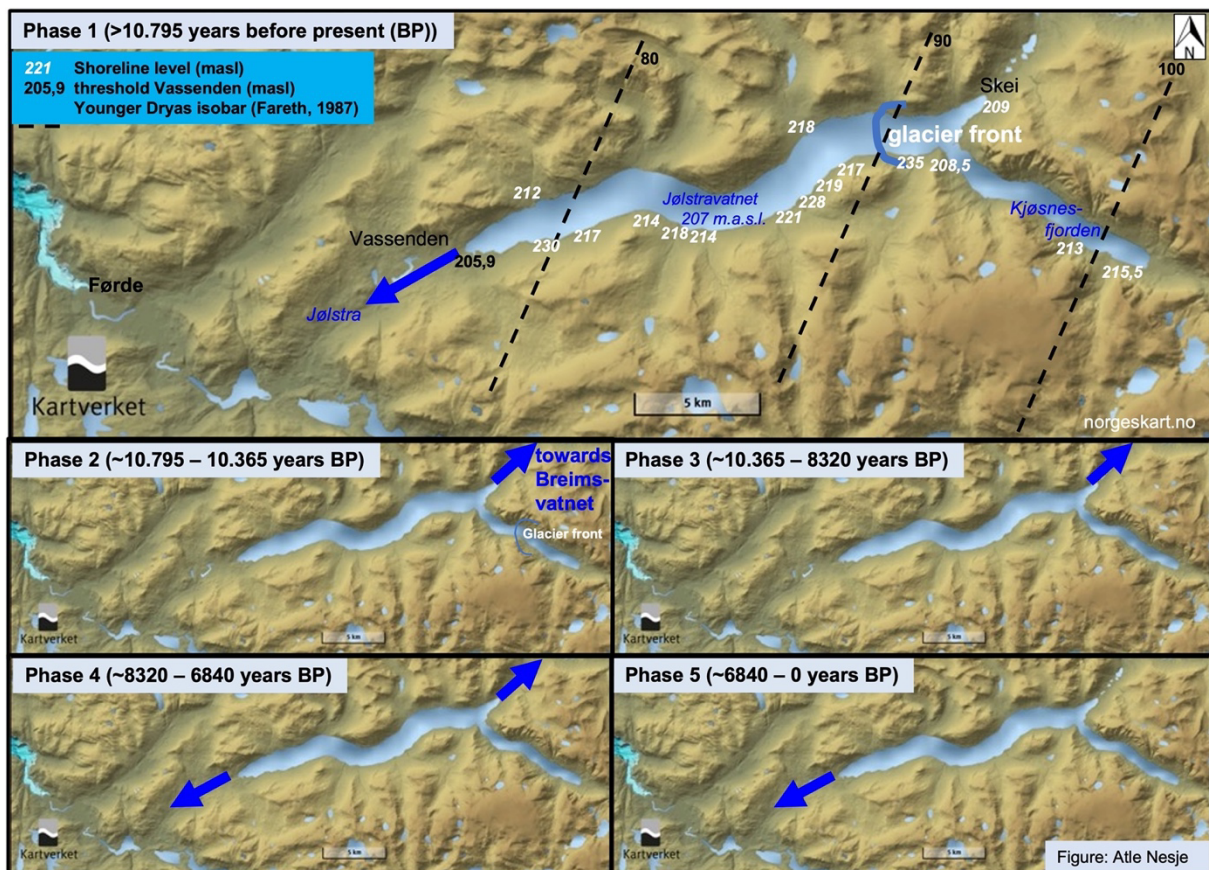 Phase 1 (>10.795 years before present (BP))
221 Shoreline level (masl)
205,9 threshold Vassenden (masl)
Younger Dryas isobar (Fareth, 1987)
80
90
100
N
Skei
209
218
glacier front
235
208,5
217
219
228
221
Jølstravatnet
207 m.a.s.l.
212
214
218
214
217
230
Vassenden
205,9
Jølstra
Førde
Kjøsnes-
fjorden
213
215,5
Kartverket
5 km
norgeskart.no
Phase 2 (~10.795 – 10.365 years BP)
towards
Breims-
vatnet
Glacier front
Kartverket
5 km
Phase 3 (~10.365 – 8320 years BP)
Kartverket
5 km
Phase 4 (~8320 – 6840 years BP)
Kartverket
5 km
Phase 5 (~6840 – 0 years BP)
Kartverket
5 km
Figure: Atle Nesje